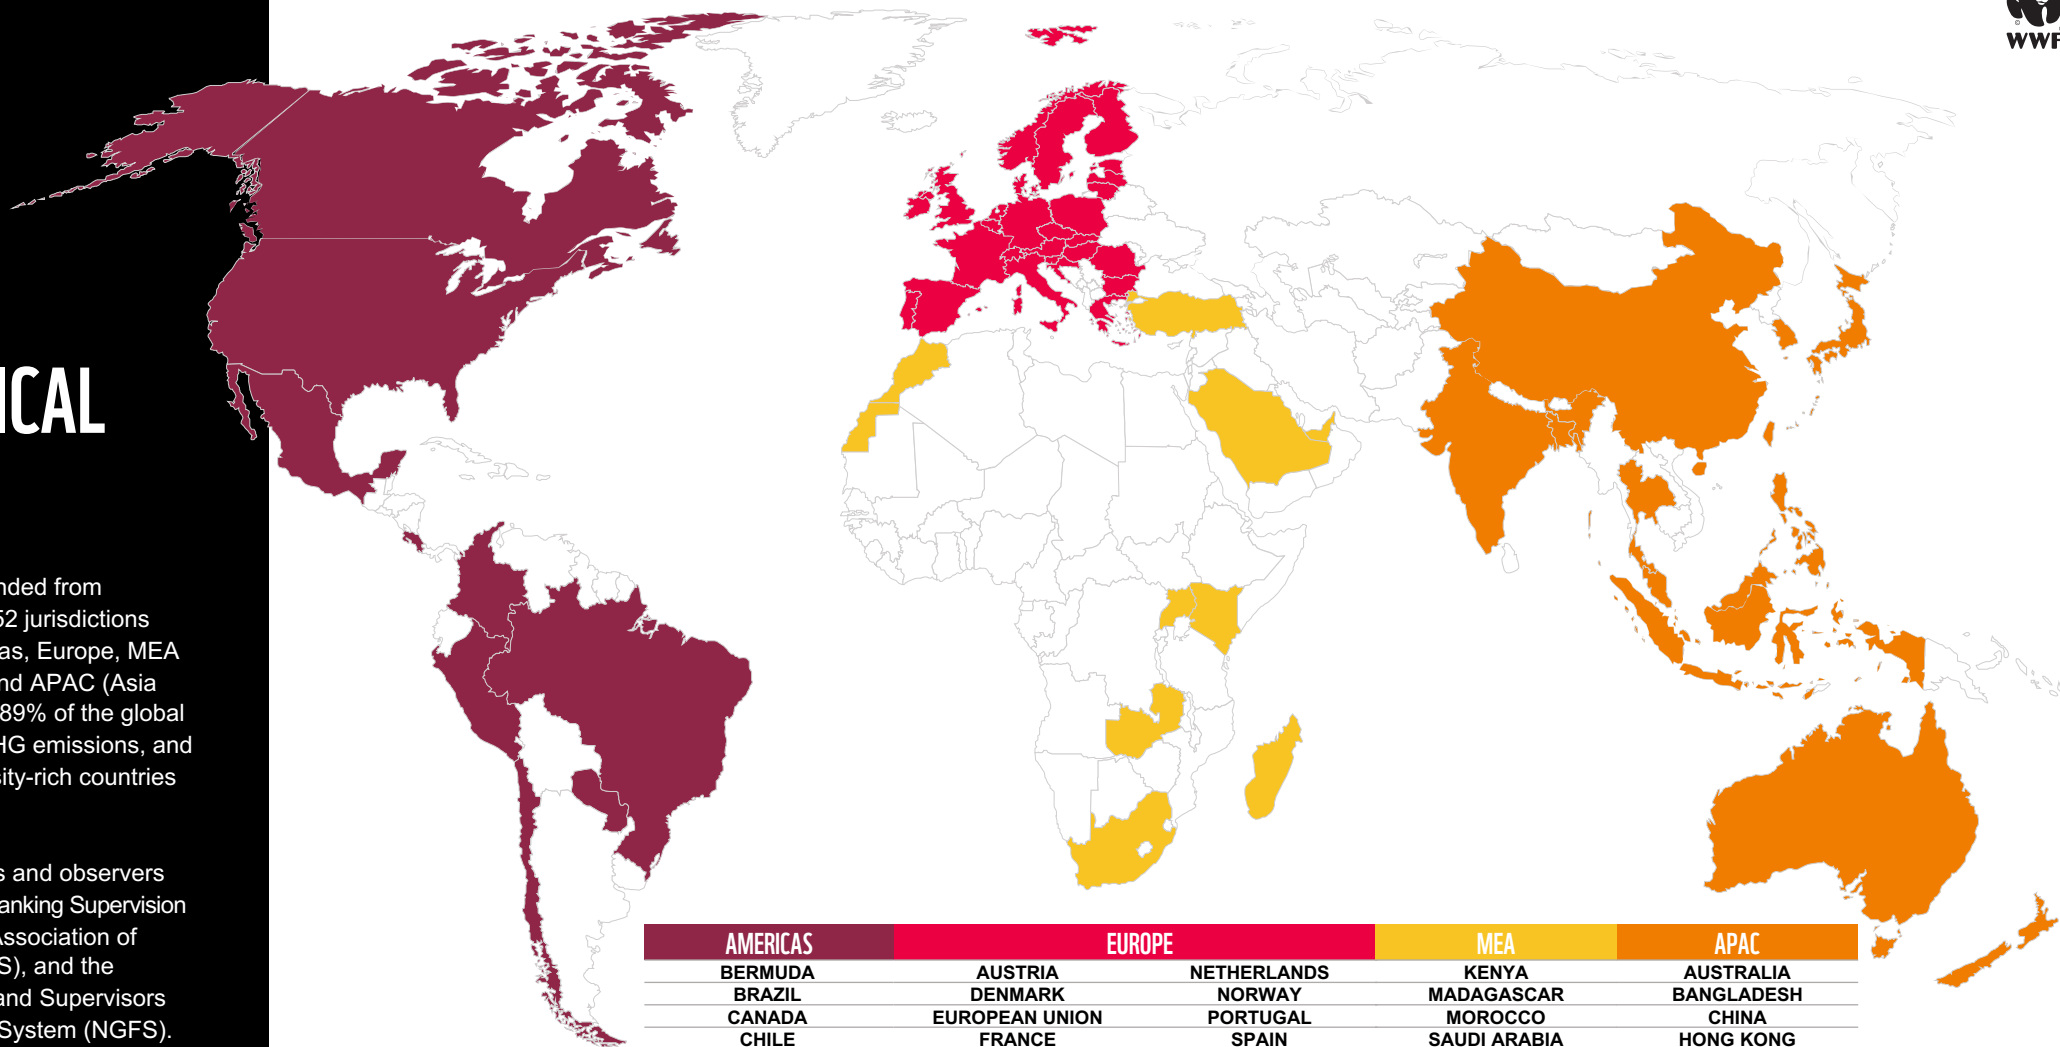 WWF
ICAL
nded from
52 jurisdictions
as, Europe, MEA
nd APAC (Asia
89% of the global
HG emissions, and
sity-rich countries
s and observers
anking Supervision
Association of
S), and the
and Supervisors
System (NGFS).
AMERICAS EUROPE MEA APAC
BERMUDA AUSTRIA NETHERLANDS KENYA AUSTRALIA
BRAZIL DENMARK NORWAY MADAGASCAR BANGLADESH
CANADA EUROPEAN UNION PORTUGAL MOROCCO CHINA
CHILE FRANCE SPAIN SAUDI ARABIA HONG KONG